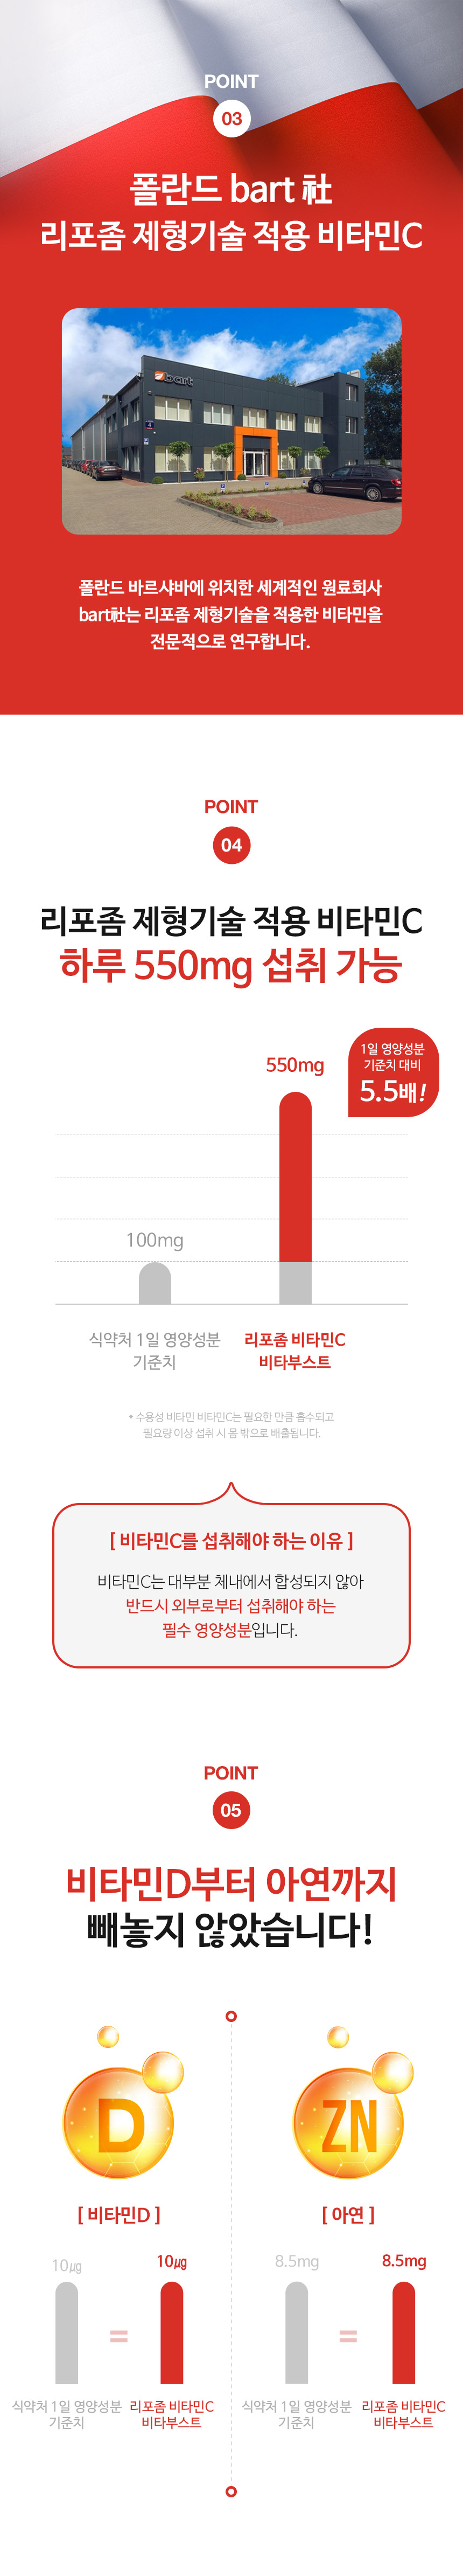 POINT
03
폴란드 bart 社
리포좀 제형기술 적용 비타민C
bart
폴란드 바르샤바에 위치한 세계적인 원료회사
bart社는 리포좀 제형기술을 적용한 비타민을
전문적으로 연구합니다.
POINT
04
리포좀 제형기술 적용 비타민C
하루 550mg 섭취 가능
1일 영양성분
기준치 대비
5.5배!
550mg
100mg
식약처 1일 영양성분
기준치
리포좀 비타민C
비타부스트
* 수용성 비타민 비타민C는 필요한 만큼 흡수되고
필요량 이상 섭취 시 몸 밖으로 배출됩니다.
[ 비타민C를 섭취해야 하는 이유 ]
비타민C는 대부분 체내에서 합성되지 않아
반드시 외부로부터 섭취해야 하는
필수 영양성분입니다.
POINT
05
비타민D부터 아연까지
빼놓지 않았습니다!
D
[ 비타민D ]
10㎍
10㎍
=
식약처 1일 영양성분
기준치
리포좀 비타민C
비타부스트
ZN
[ 아연 ]
8.5mg
8.5mg
=
식약처 1일 영양성분
기준치
리포좀 비타민C
비타부스트